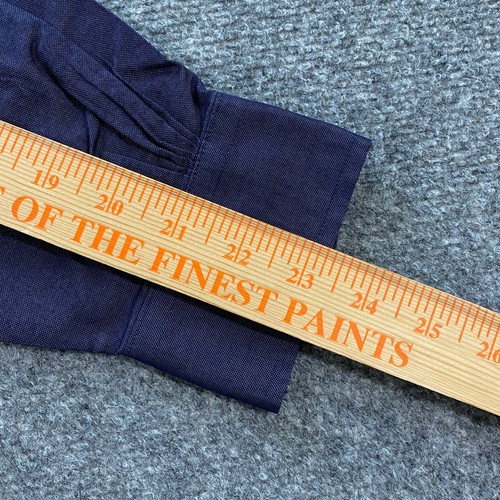 19 20 21 22 23 24 25 26
OF THE FINEST PAINTS